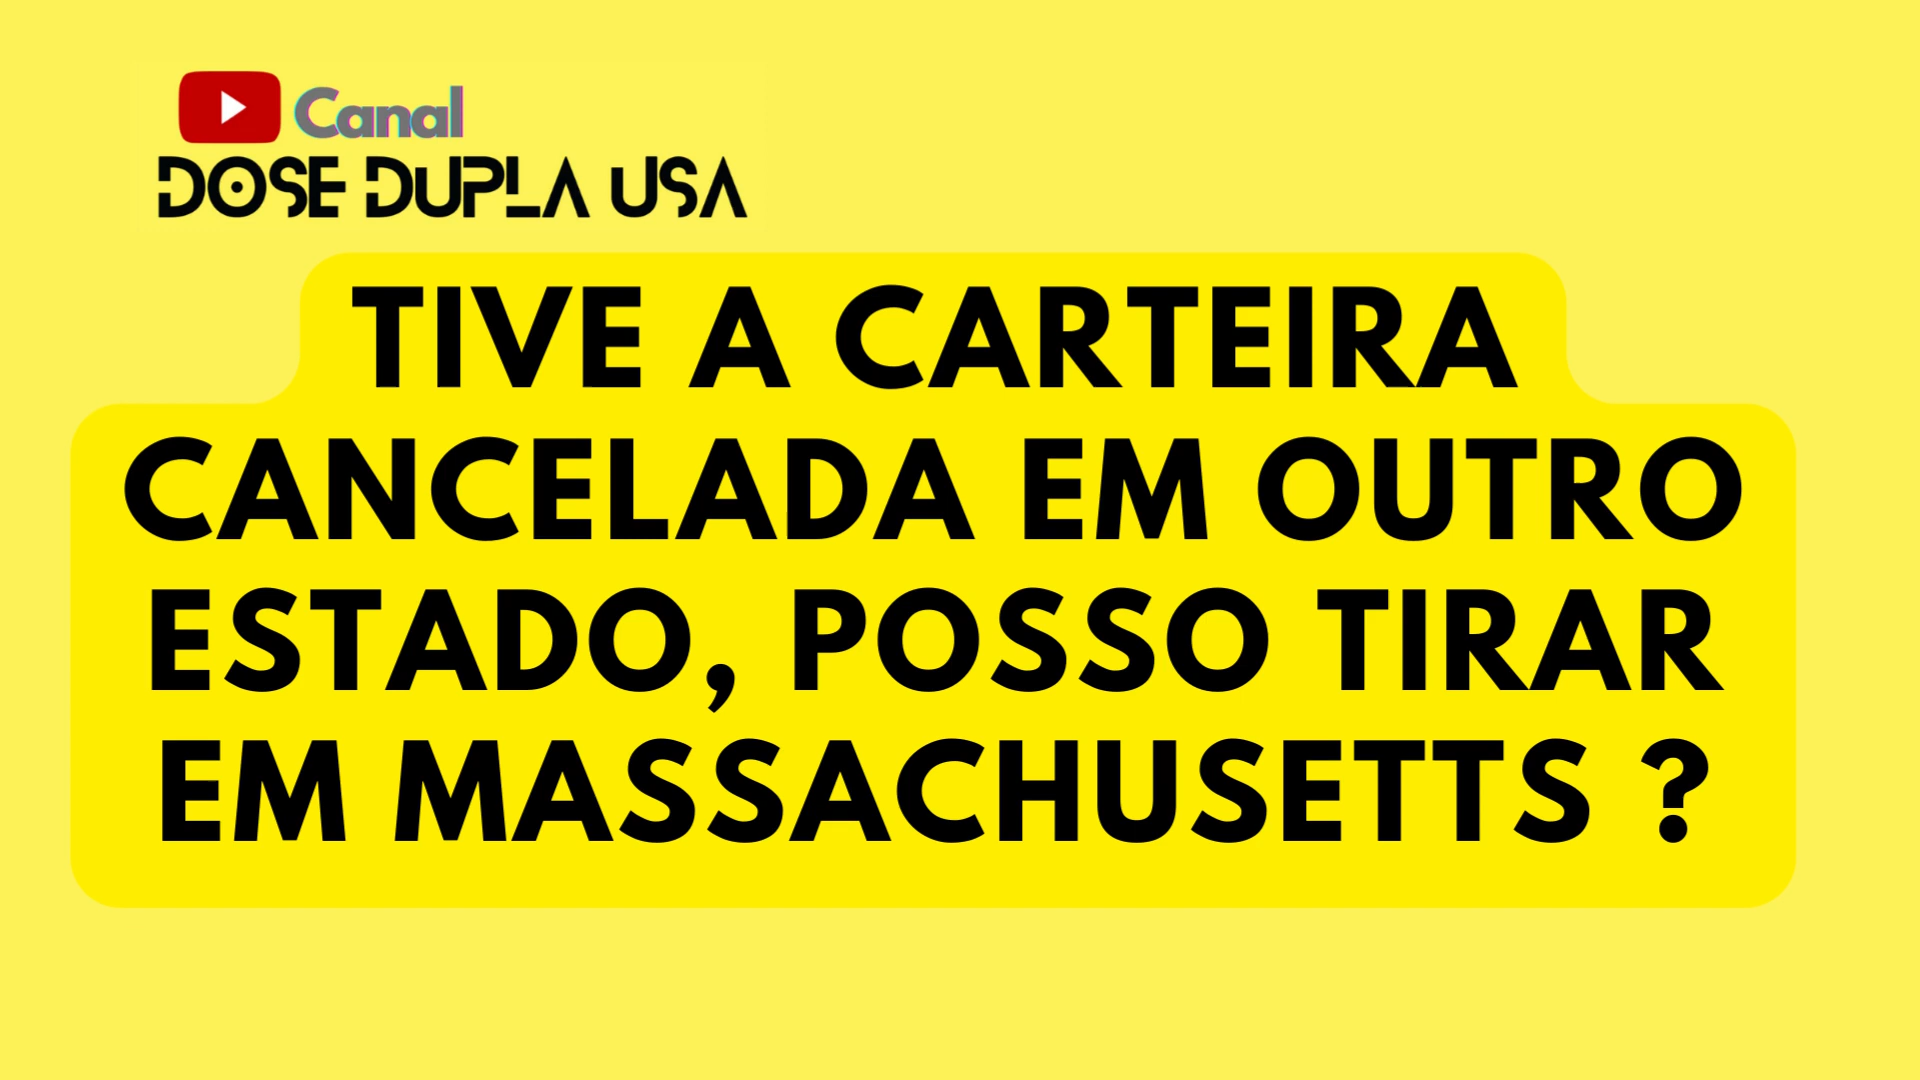 Canal
DOSE DUPLA USA
TIVE A CARTEIRA
CANCELADA EM OUTRO
ESTADO, POSSO TIRAR
EM MASSACHUSETTS ?